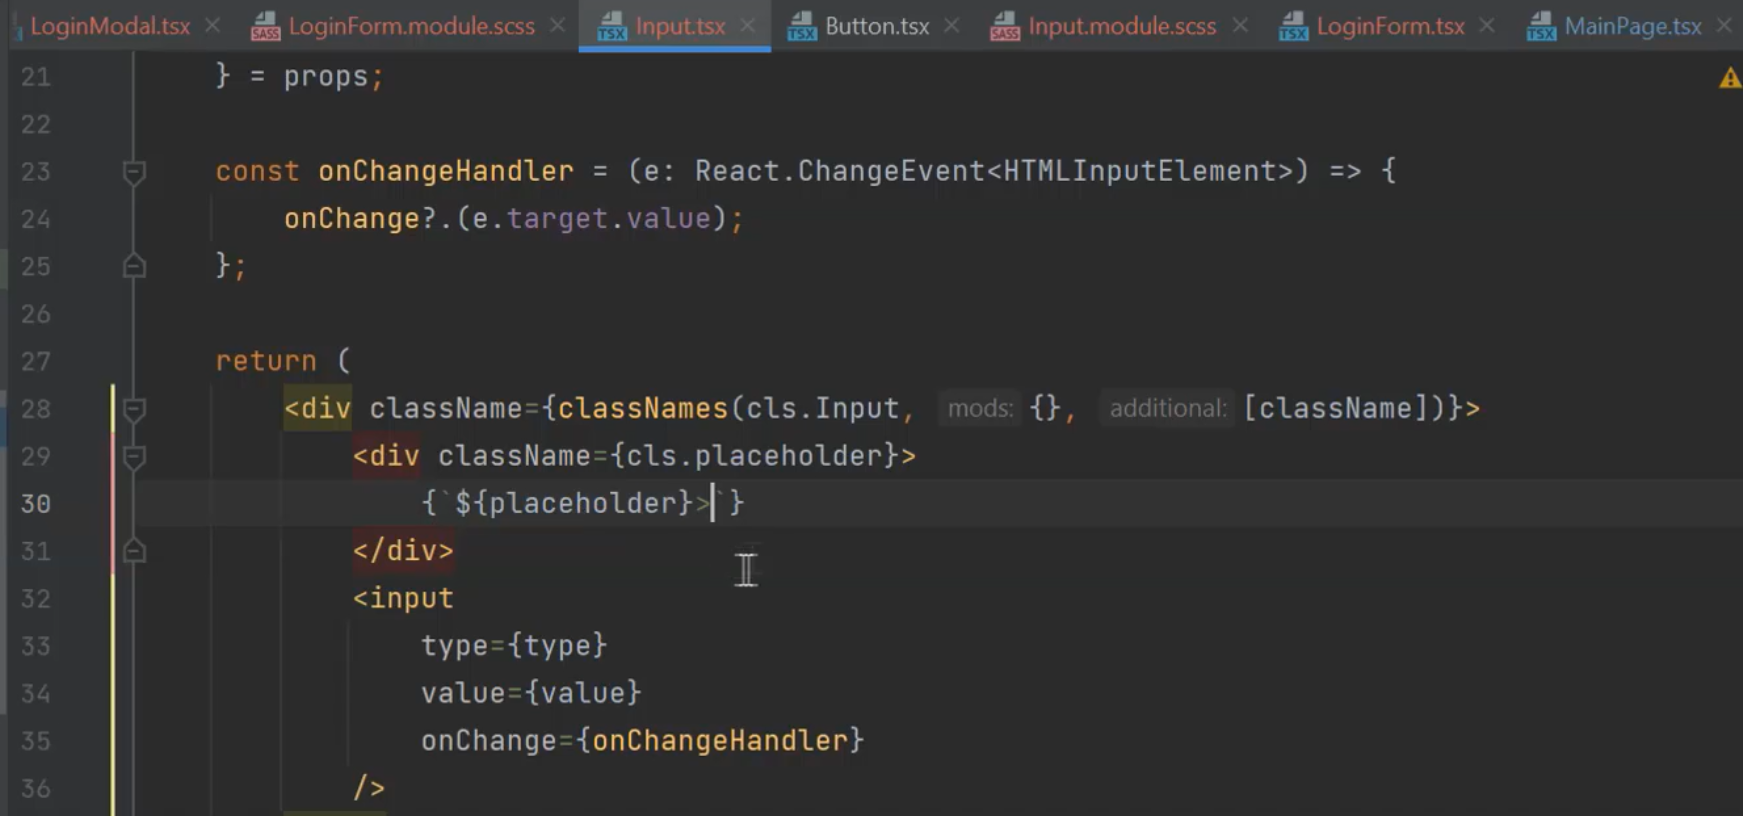 LoginModal.tsx LoginForm.module.scss Input.tsx Button.tsx Input.module.scss LoginForm.tsx MainPage.tsx
21 } = props;
22
23 const onChangeHandler = (e: React.ChangeEvent<HTMLInputElement>) => {
24 onChange?.(e.target.value);
25 };
26
27 return (
28 <div className={classNames(cls.Input, mods: {}, additional: [className])}>
29 <div className={cls.placeholder}>
30 {`${placeholder}>`}
31 </div>
32 <input
33 type={type}
34 value={value}
35 onChange={onChangeHandler}
36 />